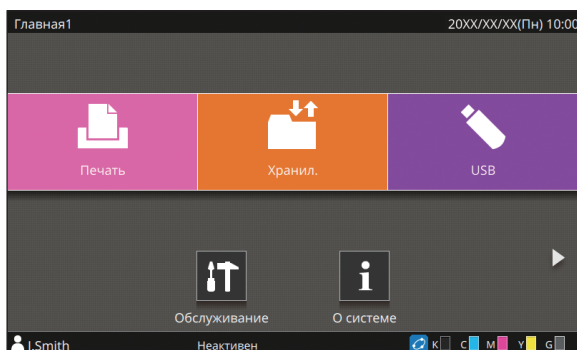 Главная1 20XX/XX/XX(Пн) 10:00
Печать Хранил. USB
Обслуживание О системе
J.Smith Неактивен K C M Y G